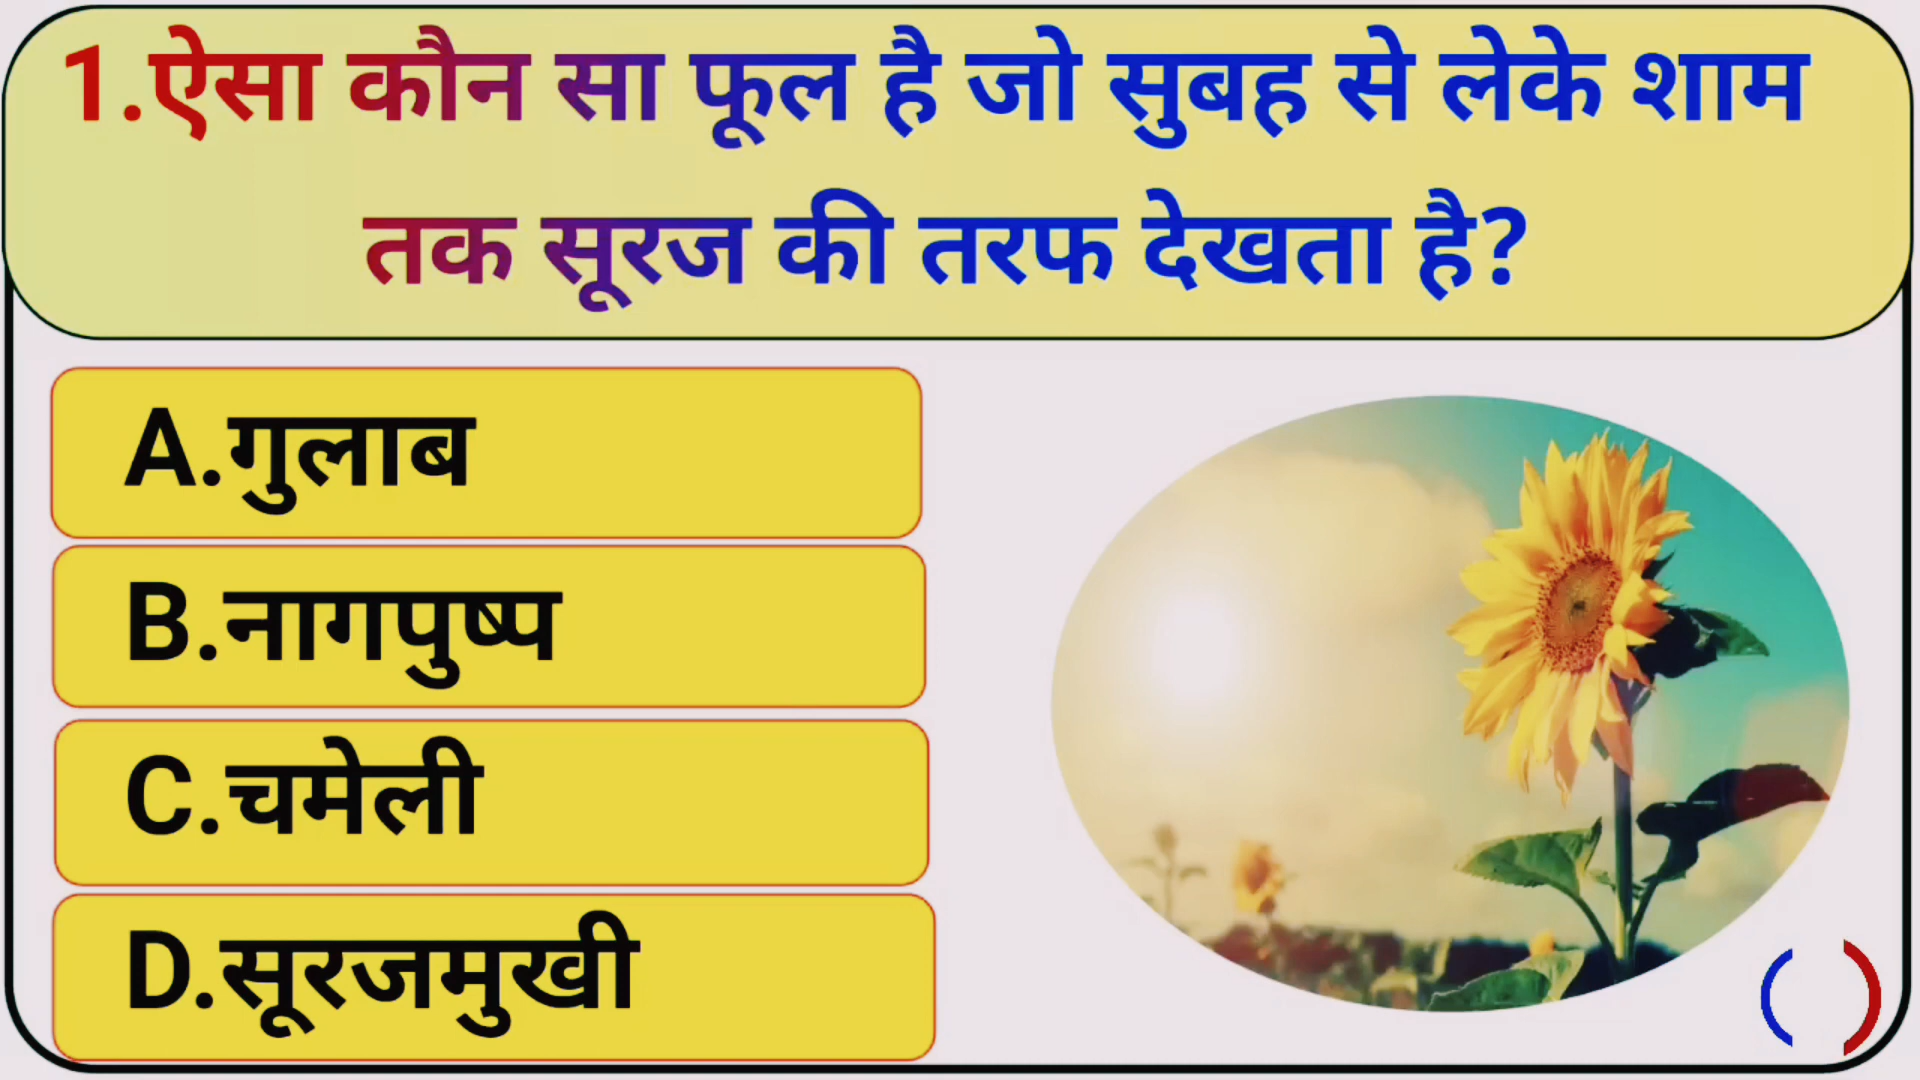 1.ऐसा कौन सा फूल है जो सुबह से लेके शाम
तक सूरज की तरफ देखता है?
A.गुलाब
B.नागपुष्प
C.चमेली
D.सूरजमुखी